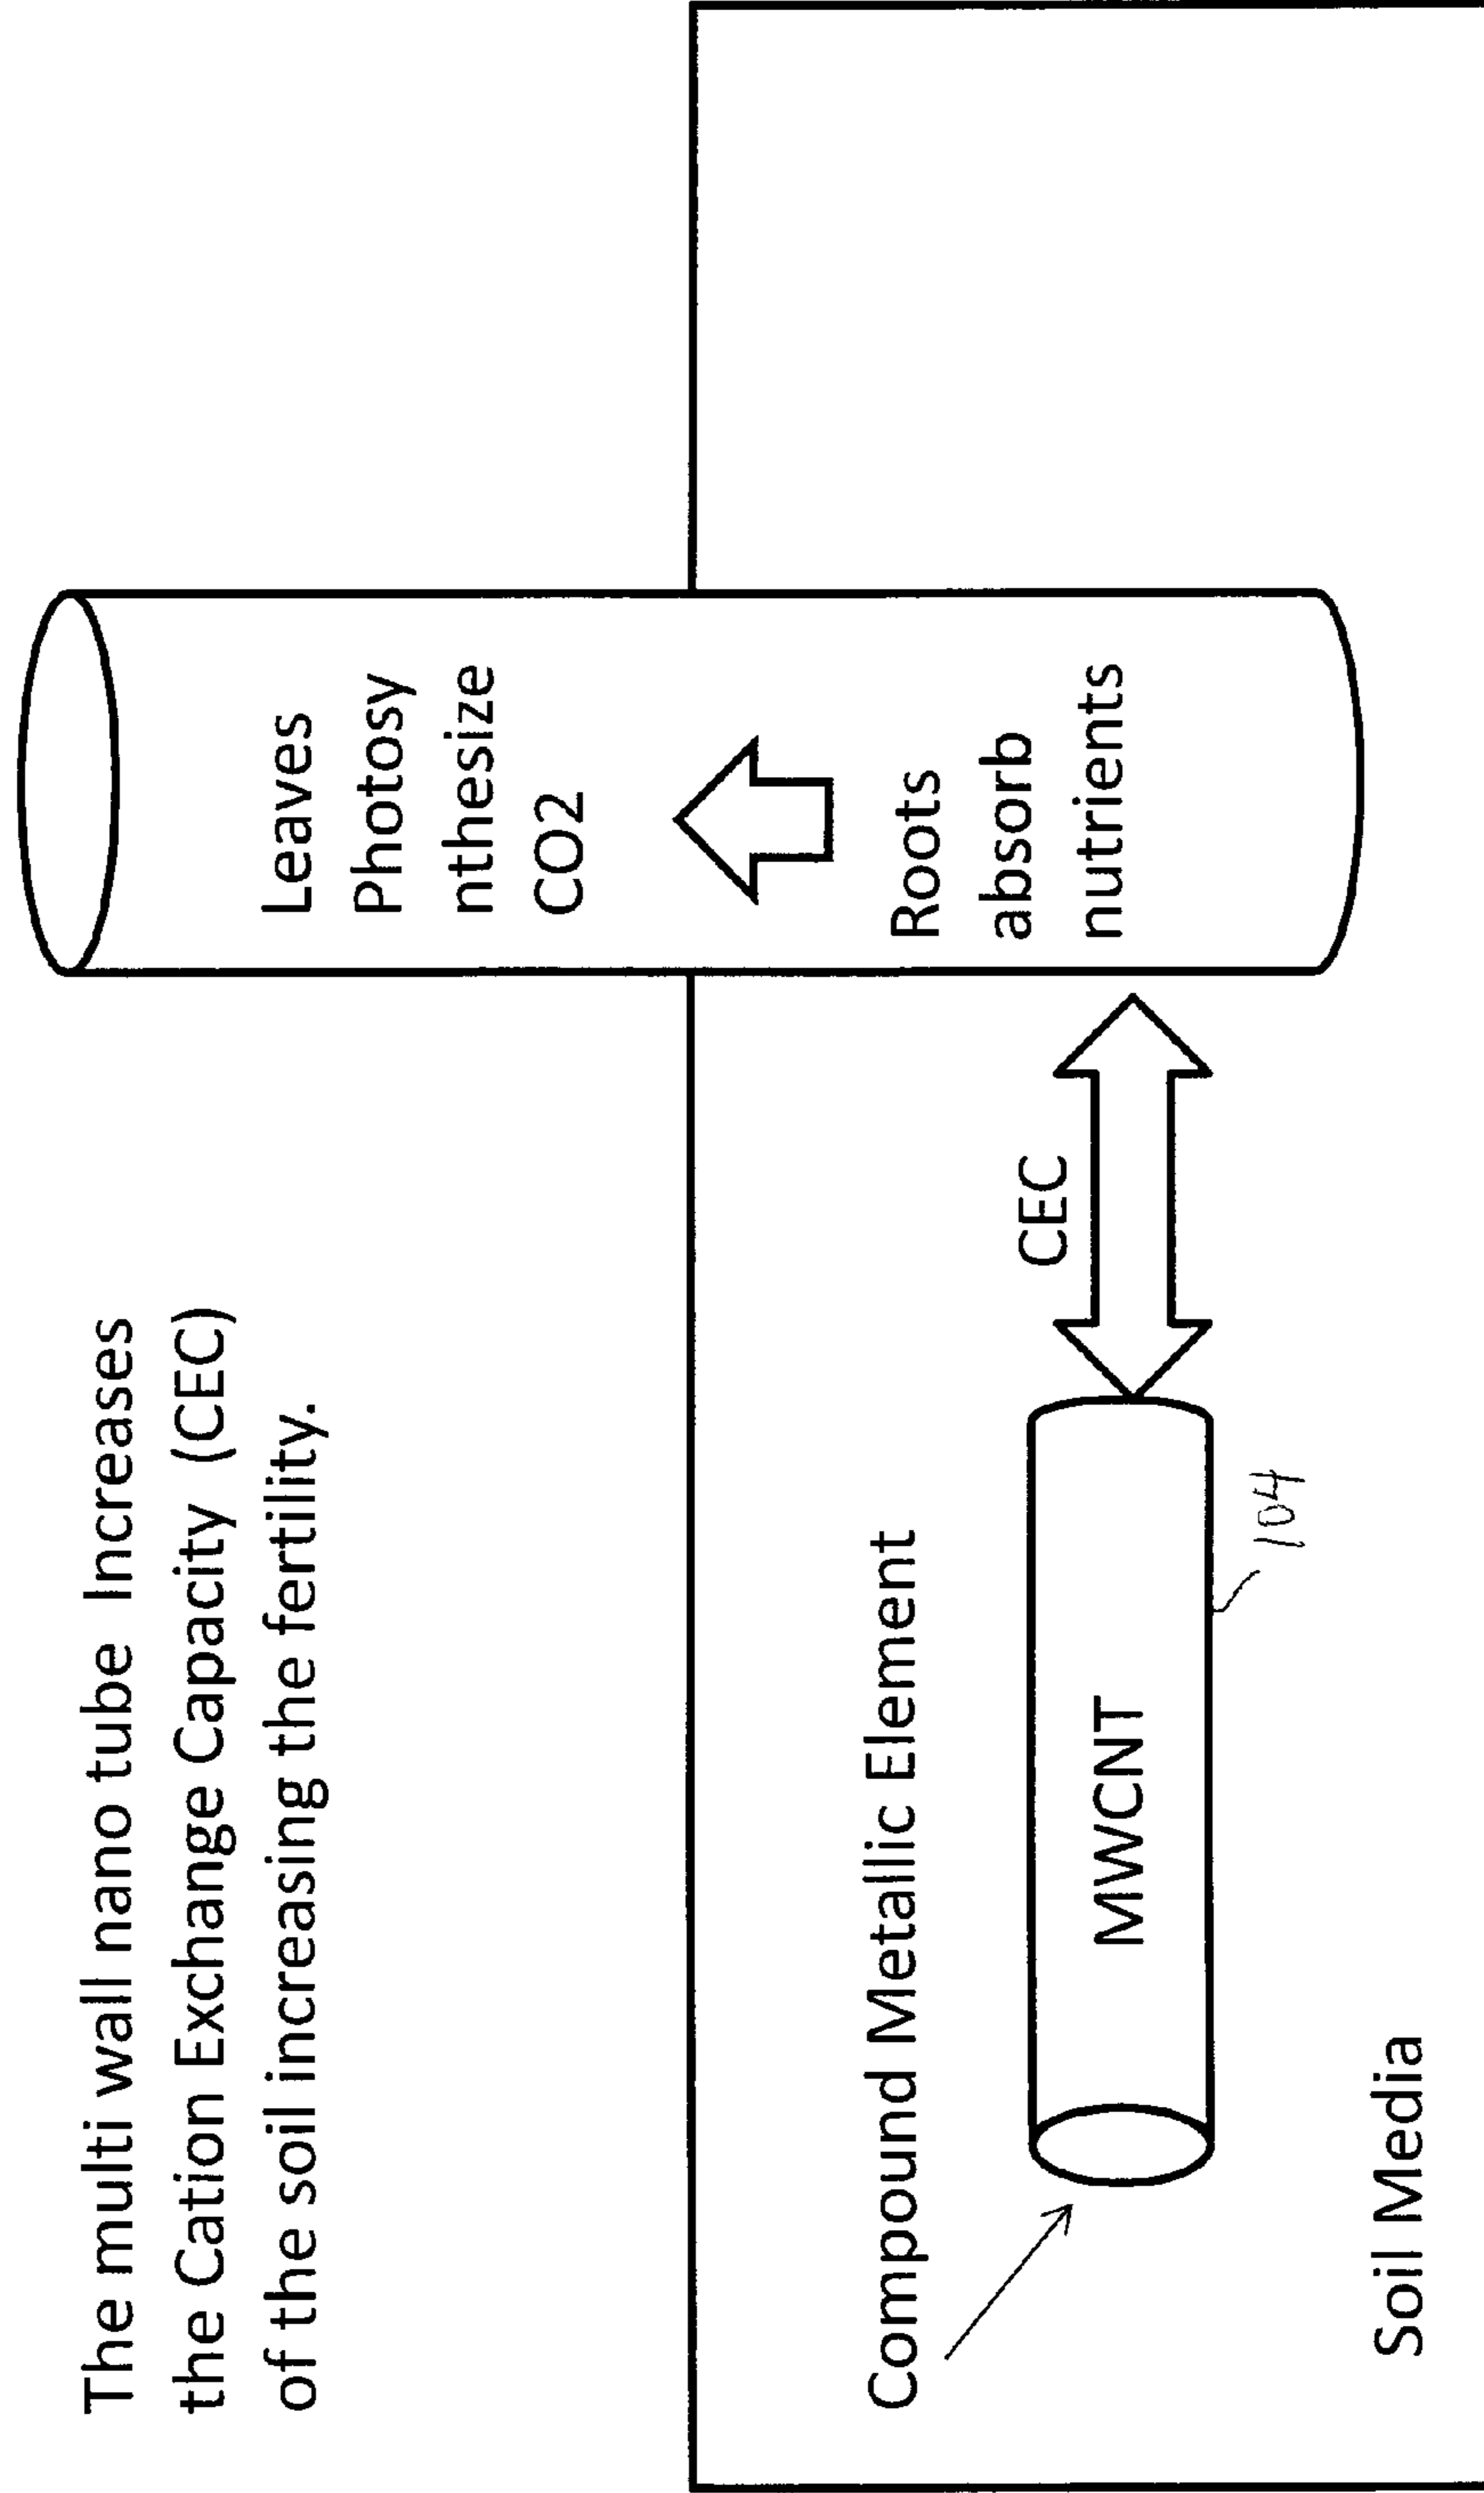 The multi wall nano tube Increases
the Cation Exchange Capacity (CEC)
of the soil increasing the fertility.
Leaves
Photosy
nthesize
CO2
Roots
absorb
nutrients
Compound Metallic Element
CEC
MWCNT
104
Soil Media